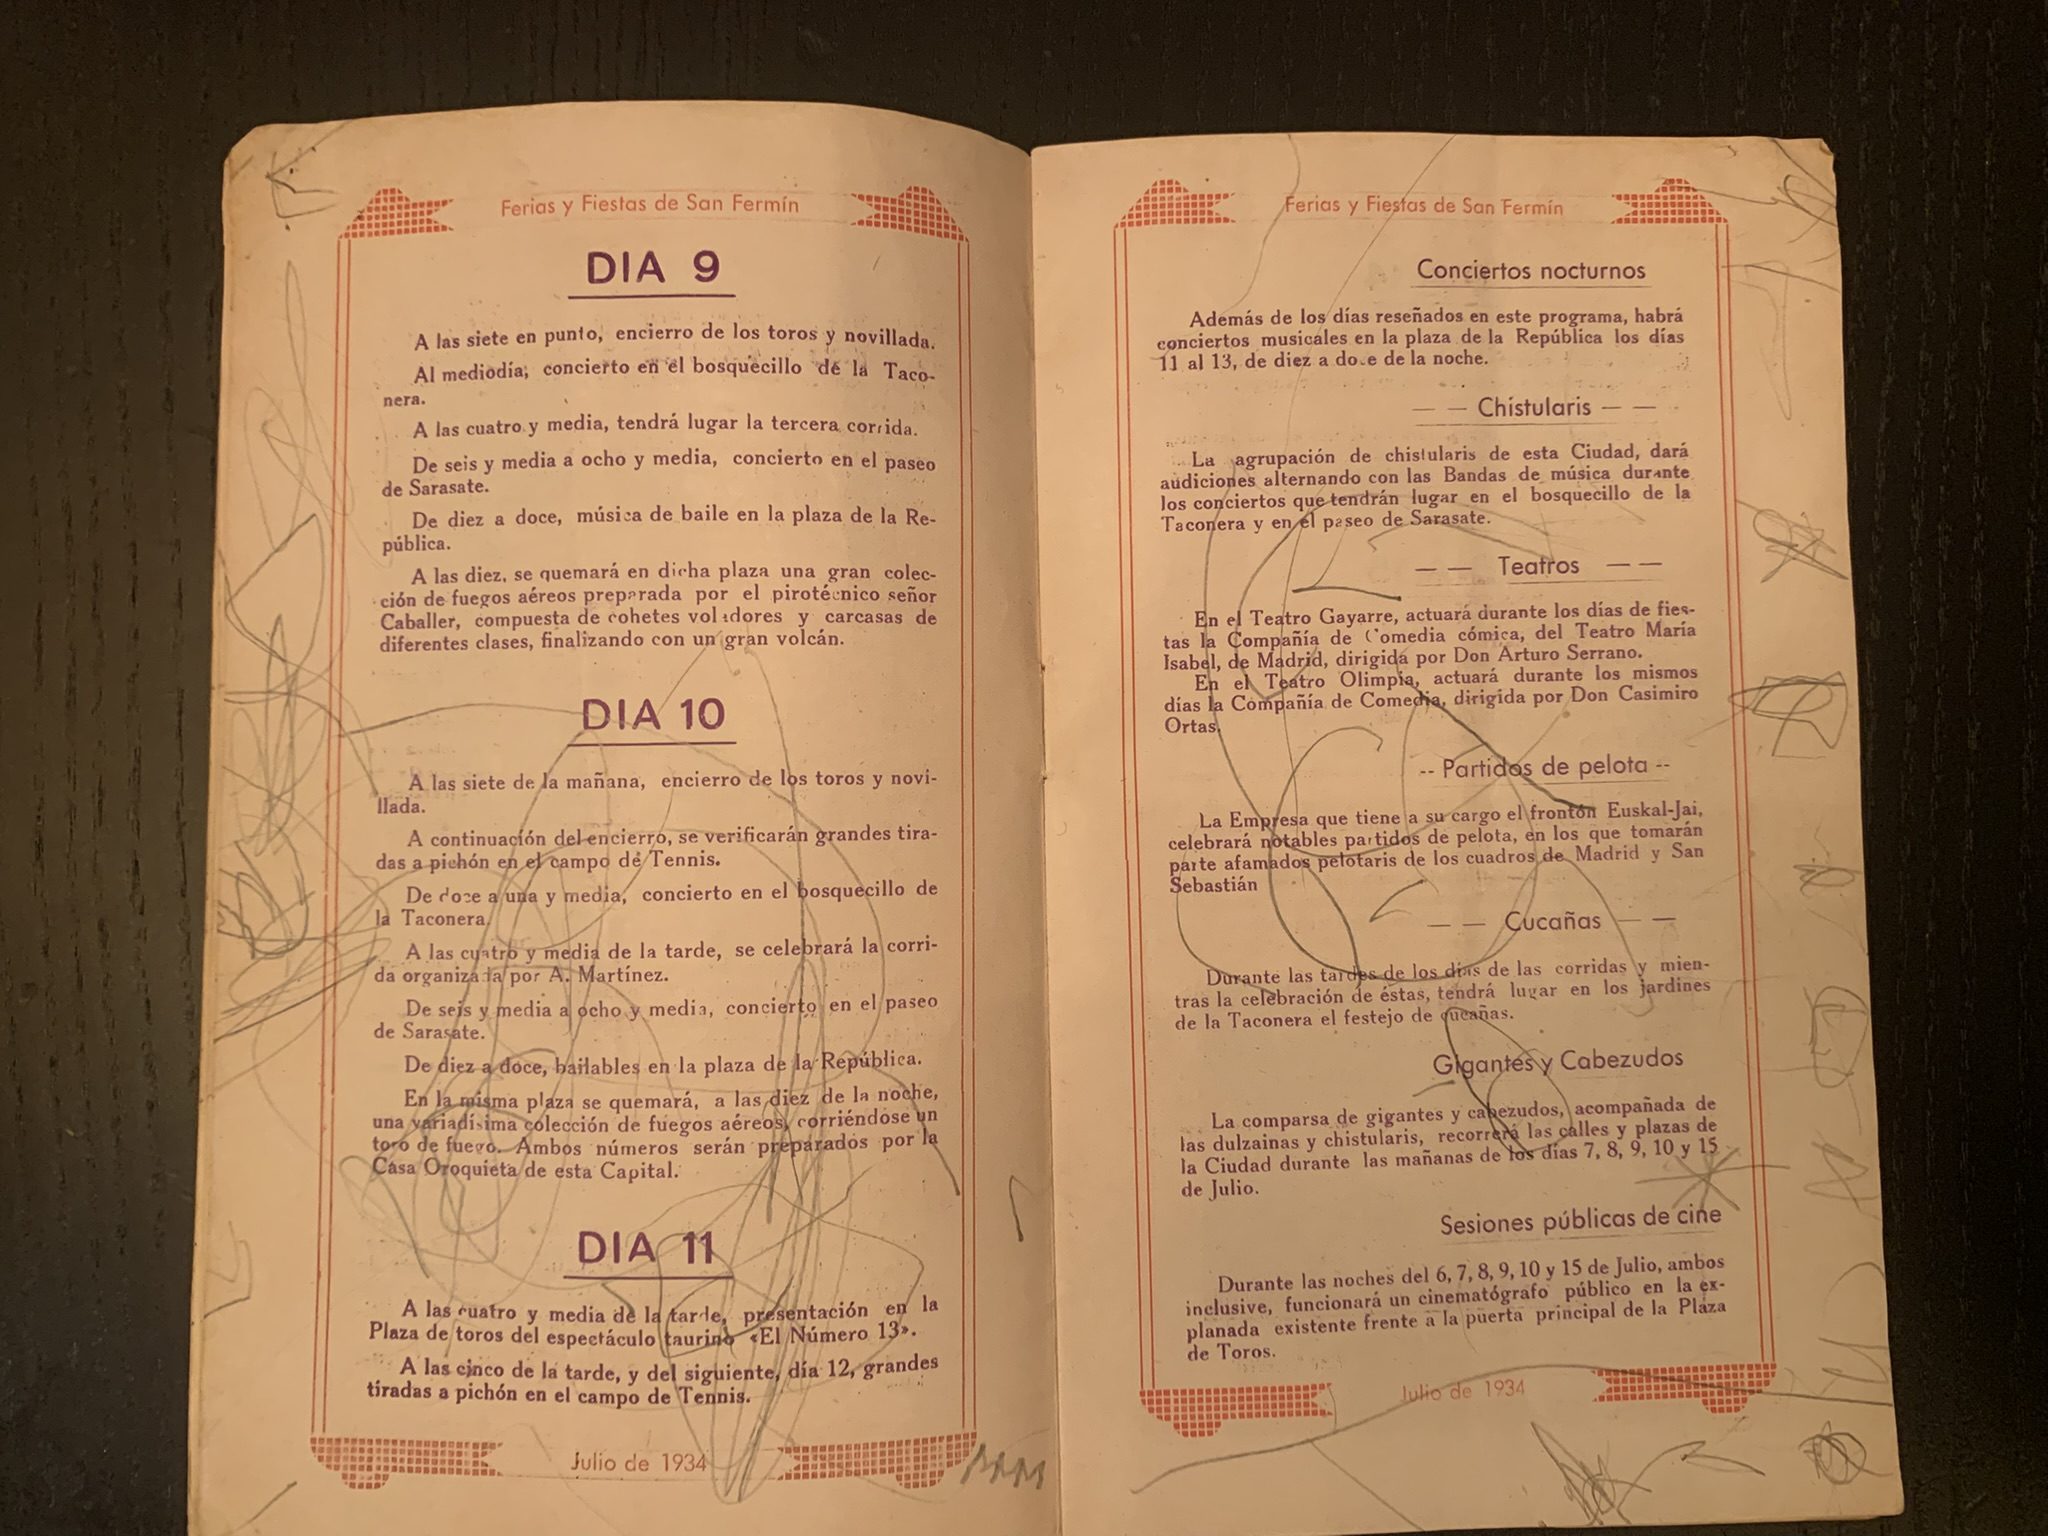 Ferias y Fiestas de San Fermín
DIA 9
A las siete en punto, encierro de los toros y novillada.
Al mediodía, concierto en el bosquecillo de la Taco-
nera.
A las cuatro y media, tendrá lugar la tercera corrida.
De seis y media a ocho y media, concierto en el paseo
de Sarasate.
De diez a doce, música de baile en la plaza de la Re-
pública.
A las diez, se quemará en dicha plaza una gran colec-
ción de fuegos aéreos preparada por el pirotécnico señor
Caballer, compuesta de cohetes voladores y carcasas de
diferentes clases, finalizando con un gran volcán.
DIA 10
A las siete de la mañana, encierro de los toros y novi-
llada.
A continuación del encierro, se verificarán grandes tira-
das a pichón en el campo de Tennis.
De doce a una y media, concierto en el bosquecillo de
la Taconera.
A las cuatro y media de la tarde, se celebrará la corri-
da organizada por A. Martínez.
De seis y media a ocho y media, concierto en el paseo
de Sarasate.
De diez a doce, bailables en la plaza de la República.
En la misma plaza se quemará, a las diez de la noche,
una variadísima colección de fuegos aéreos, corriéndose un
toro de fuego. Ambos números serán preparados por la
Casa Oroquieta de esta Capital.
DIA 11
A las cuatro y media de la tarde, presentación en la
Plaza de toros del espectáculo taurino «El Número 13».
A las cinco de la tarde, y del siguiente, día 12, grandes
tiradas a pichón en el campo de Tennis.
Julio de 1934
Ferias y Fiestas de San Fermín
Conciertos nocturnos
Además de los días reseñados en este programa, habrá
conciertos musicales en la plaza de la República los días
11 al 13, de diez a doce de la noche.
— — Chistularis — —
La agrupación de chistularis de esta Ciudad, dará
audiciones alternando con las Bandas de música durante
los conciertos que tendrán lugar en el bosquecillo de la
Taconera y en el paseo de Sarasate.
— — Teatros — —
En el Teatro Gayarre, actuará durante los días de fies-
tas la Compañía de Comedia cómica, del Teatro María
Isabel, de Madrid, dirigida por Don Arturo Serrano.
En el Teatro Olimpia, actuará durante los mismos
días la Compañía de Comedia, dirigida por Don Casimiro
Ortas.
-- Partidos de pelota --
La Empresa que tiene a su cargo el frontón Euskal-Jai,
celebrará notables partidos de pelota, en los que tomarán
parte afamados pelotaris de los cuadros de Madrid y San
Sebastián
— — Cucañas — —
Durante las tardes de los días de las corridas y mien-
tras la celebración de éstas, tendrá lugar en los jardines
de la Taconera el festejo de cucañas.
Gigantes y Cabezudos
La comparsa de gigantes y cabezudos, acompañada de
las dulzainas y chistularis, recorrerá las calles y plazas de
la Ciudad durante las mañanas de los días 7, 8, 9, 10 y 15
de Julio.
Sesiones públicas de cine
Durante las noches del 6, 7, 8, 9, 10 y 15 de Julio, ambos
inclusive, funcionará un cinematógrafo público en la ex-
planada existente frente a la puerta principal de la Plaza
de Toros.
Julio de 1934